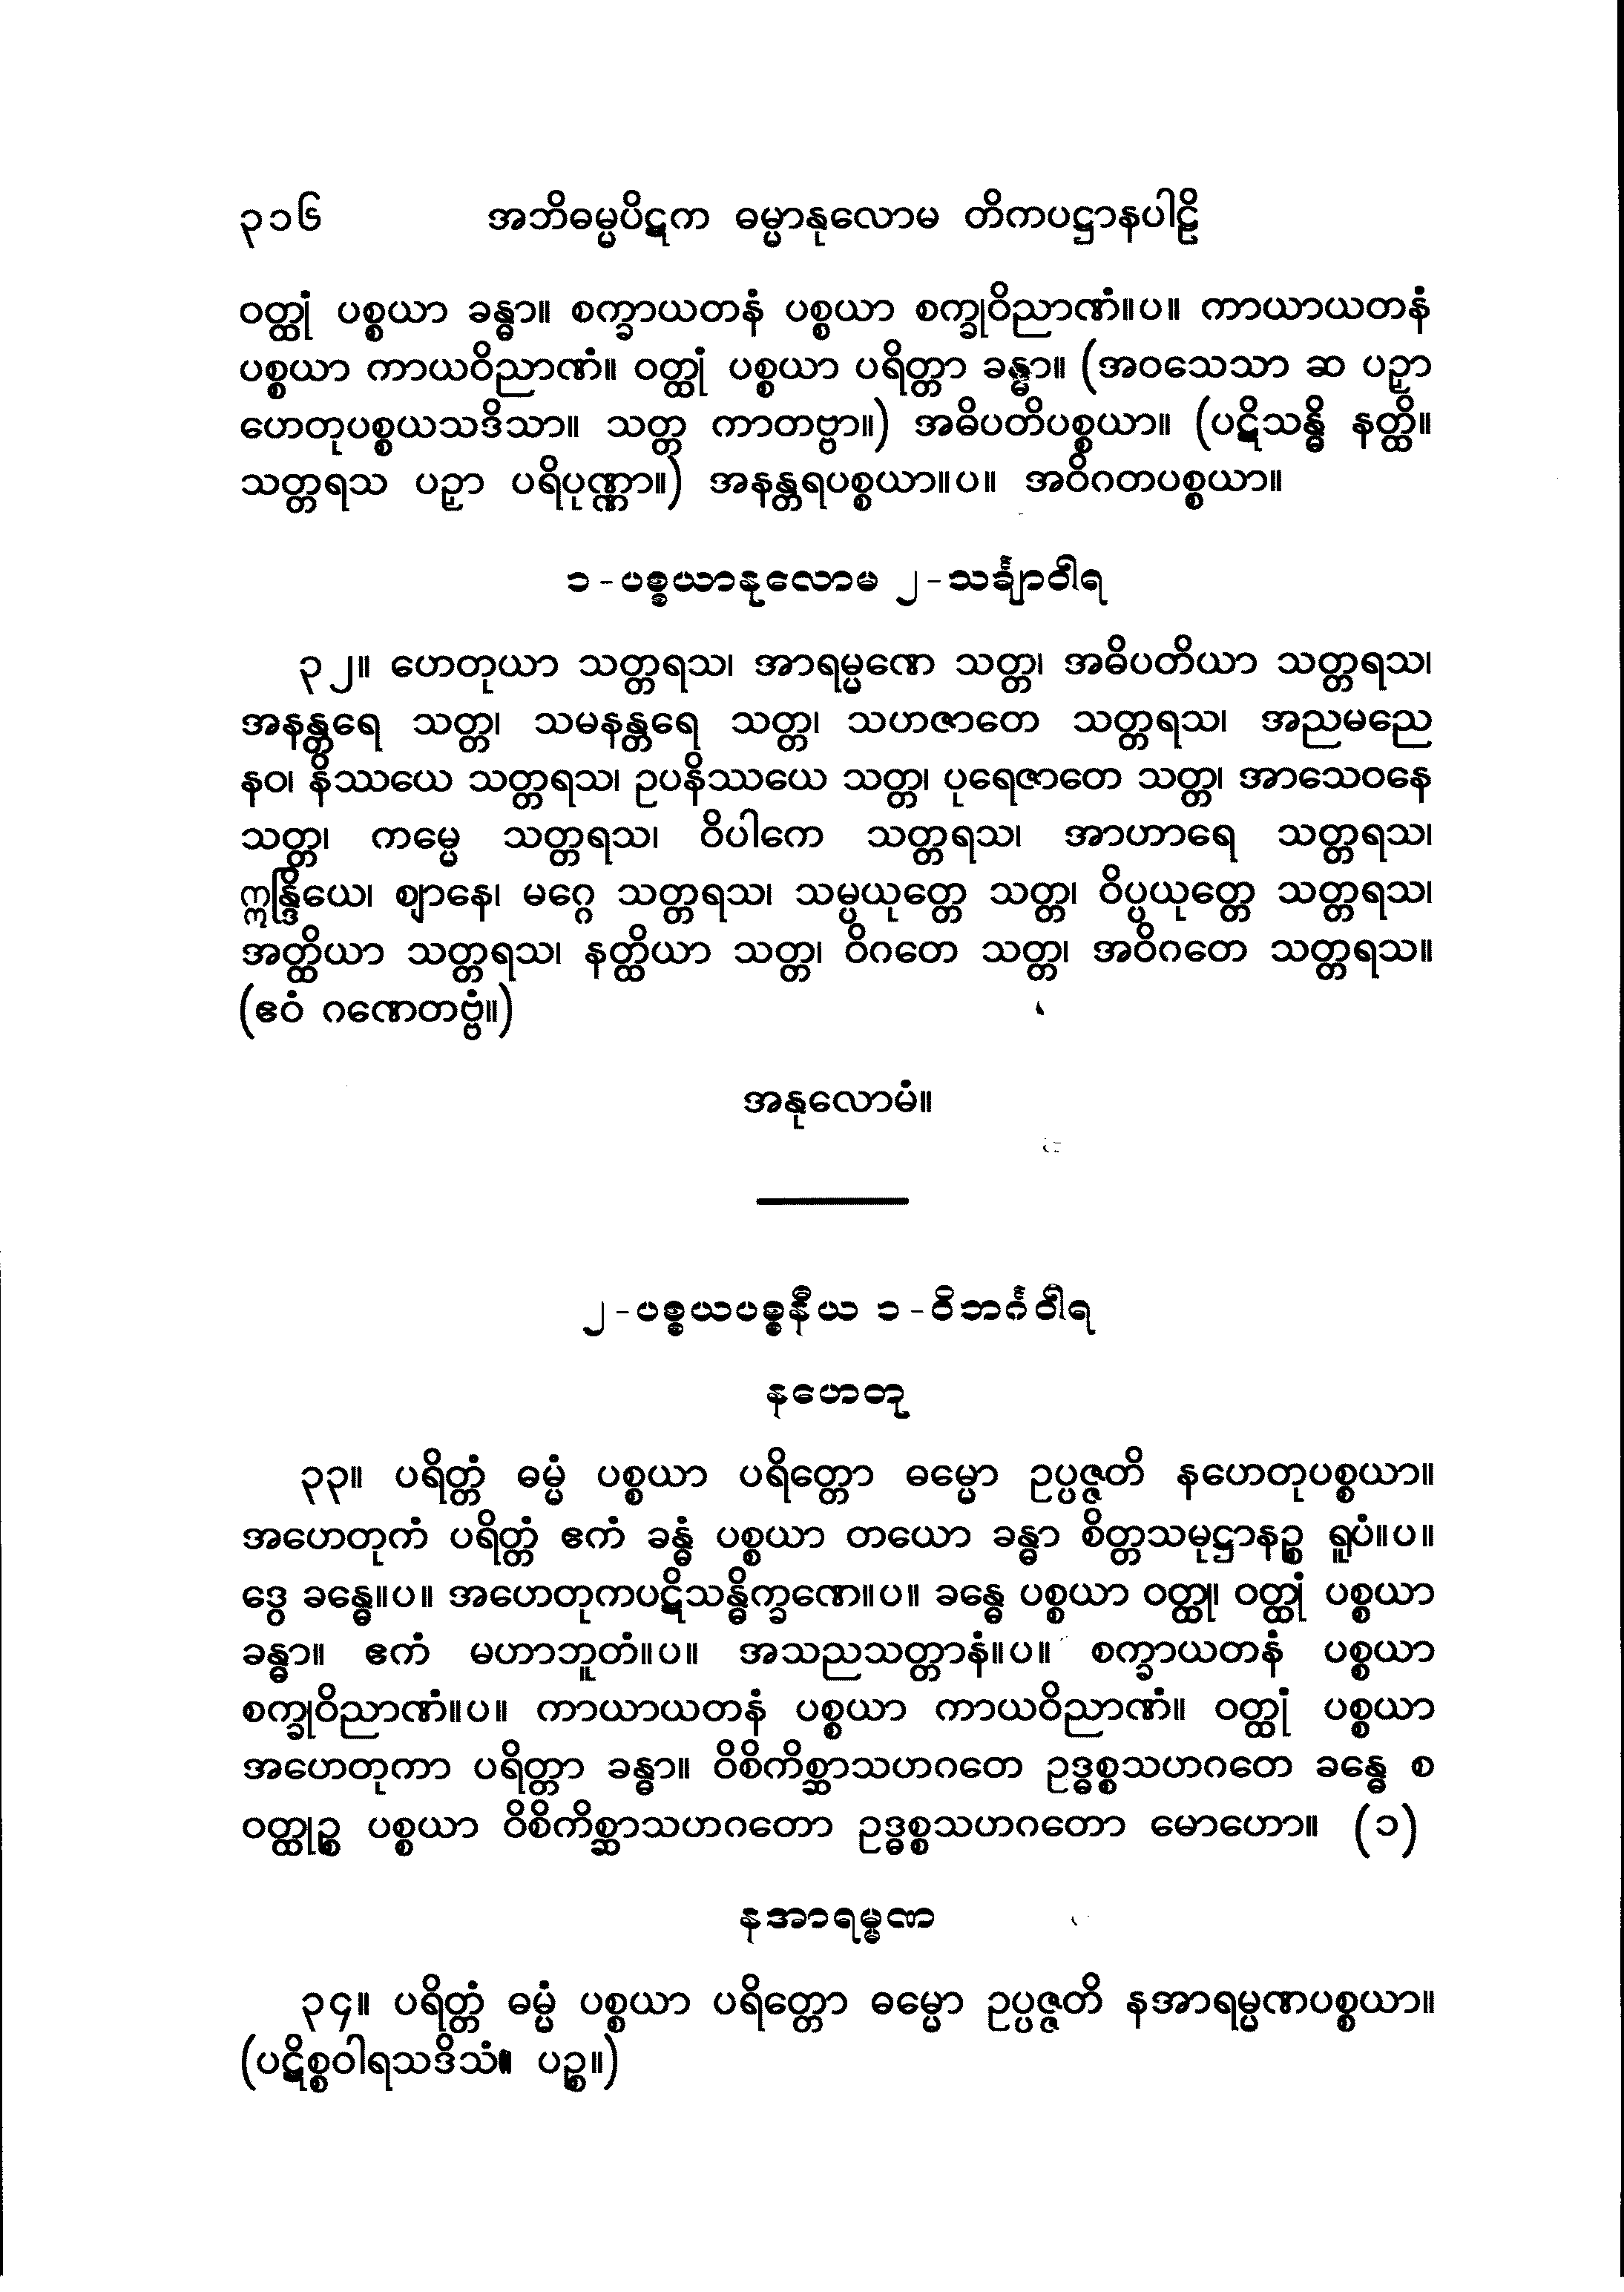 ၃၁၆ အဘိဓမ္မပိဋက ဓမ္မာနုလောမ တိကပဋ္ဌာနပါဠိ
ဝတ္ထုံ ပစ္စယာ ခန္ဓာ။ စက္ခာယတနံ ပစ္စယာ စက္ခုဝိညာဏံ။ပ။ ကာယာယတနံ
ပစ္စယာ ကာယဝိညာဏံ။ ဝတ္ထုံ ပစ္စယာ ပရိတ္တာ ခန္ဓာ။ (အဝသေသာ ဆ ပဉှာ
ဟေတုပစ္စယသဒိသာ။ သတ္တ ကာတဗ္ဗာ။) အဓိပတိပစ္စယာ။ (ပဋိသန္ဓိ နတ္ထိ။
သတ္တရသ ပဉှာ ပရိပုဏ္ဏာ။) အနန္တရပစ္စယာ။ပ။ အဝိဂတပစ္စယာ။
၁-ပစ္စယာနုလောမ ၂-သင်္ချာဝါရ
၃၂။ ဟေတုယာ သတ္တရသ၊ အာရမ္မဏေ သတ္တ၊ အဓိပတိယာ သတ္တရသ၊
အနန္တရေ သတ္တ၊ သမနန္တရေ သတ္တ၊ သဟဇာတေ သတ္တရသ၊ အညမညေ
နဝ၊ နိဿယေ သတ္တရသ၊ ဥပနိဿယေ သတ္တ၊ ပုရေဇာတေ သတ္တ၊ အာသေဝနေ
သတ္တ၊ ကမ္မေ သတ္တရသ၊ ဝိပါကေ သတ္တရသ၊ အာဟာရေ သတ္တရသ၊
ဣန္ဒြိယေ၊ ဈာနေ၊ မဂ္ဂေ သတ္တရသ၊ သမ္ပယုတ္တေ သတ္တ၊ ဝိပ္ပယုတ္တေ သတ္တရသ၊
အတ္ထိယာ သတ္တရသ၊ နတ္ထိယာ သတ္တ၊ ဝိဂတေ သတ္တ၊ အဝိဂတေ သတ္တရသ။
(ဧဝံ ဂဏေတဗ္ဗံ။)
အနုလောမံ။
၂-ပစ္စယပစ္စနီယ ၁-ဝိဘင်္ဂဝါရ
နဟေတု
၃၃။ ပရိတ္တံ ဓမ္မံ ပစ္စယာ ပရိတ္တော ဓမ္မော ဥပ္ပဇ္ဇတိ နဟေတုပစ္စယာ။
အဟေတုကံ ပရိတ္တံ ဧကံ ခန္ဓံ ပစ္စယာ တယော ခန္ဓာ စိတ္တသမုဋ္ဌာနဉ္စ ရူပံ။ပ။
ဒွေ ခန္ဓေ။ပ။ အဟေတုကပဋိသန္ဓိက္ခဏေ။ပ။ ခန္ဓေ ပစ္စယာ ဝတ္ထု၊ ဝတ္ထုံ ပစ္စယာ
ခန္ဓာ။ ဧကံ မဟာဘူတံ။ပ။ အသညသတ္တာနံ။ပ။ စက္ခာယတနံ ပစ္စယာ
စက္ခုဝိညာဏံ။ပ။ ကာယာယတနံ ပစ္စယာ ကာယဝိညာဏံ။ ဝတ္ထုံ ပစ္စယာ
အဟေတုကာ ပရိတ္တာ ခန္ဓာ။ ဝိစိကိစ္ဆာသဟဂတေ ဥဒ္ဓစ္စသဟဂတေ ခန္ဓေ စ
ဝတ္ထုဉ္စ ပစ္စယာ ဝိစိကိစ္ဆာသဟဂတော ဥဒ္ဓစ္စသဟဂတော မောဟော။ (၁)
နအာရမ္မဏ
၃၄။ ပရိတ္တံ ဓမ္မံ ပစ္စယာ ပရိတ္တော ဓမ္မော ဥပ္ပဇ္ဇတိ နအာရမ္မဏပစ္စယာ။
(ပဋိစ္စဝါရသဒိသံ။ ပဉ္စ။)